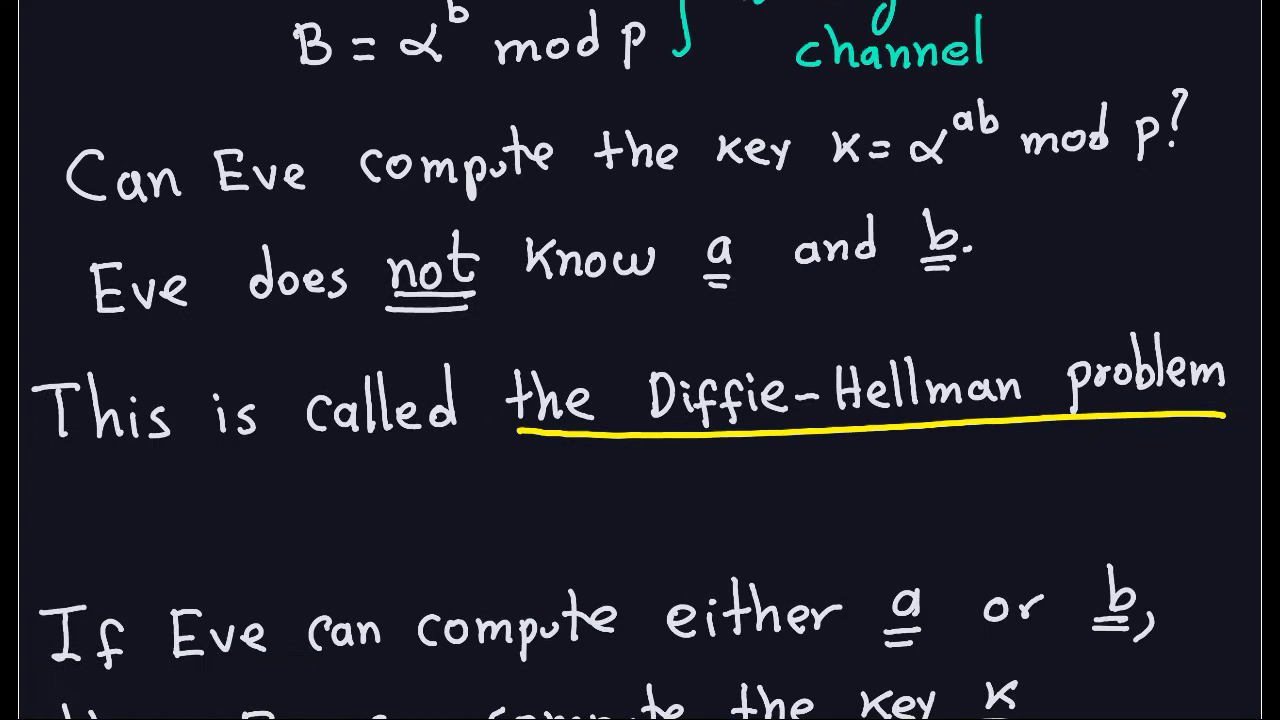 B = α^b mod p
channel
Can Eve compute the key k = α^ab mod p?
Eve does not know a and b.
This is called the Diffie-Hellman problem
If Eve can compute either a or b,
compute the key k